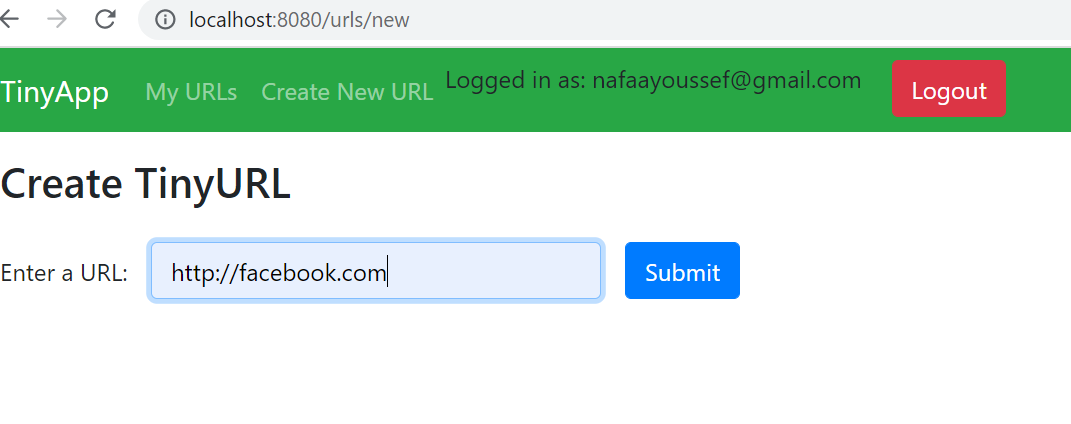 localhost:8080/urls/new
TinyApp My URLs Create New URL Logged in as: nafaayoussef@gmail.com Logout
Create TinyURL
Enter a URL: http://facebook.com Submit